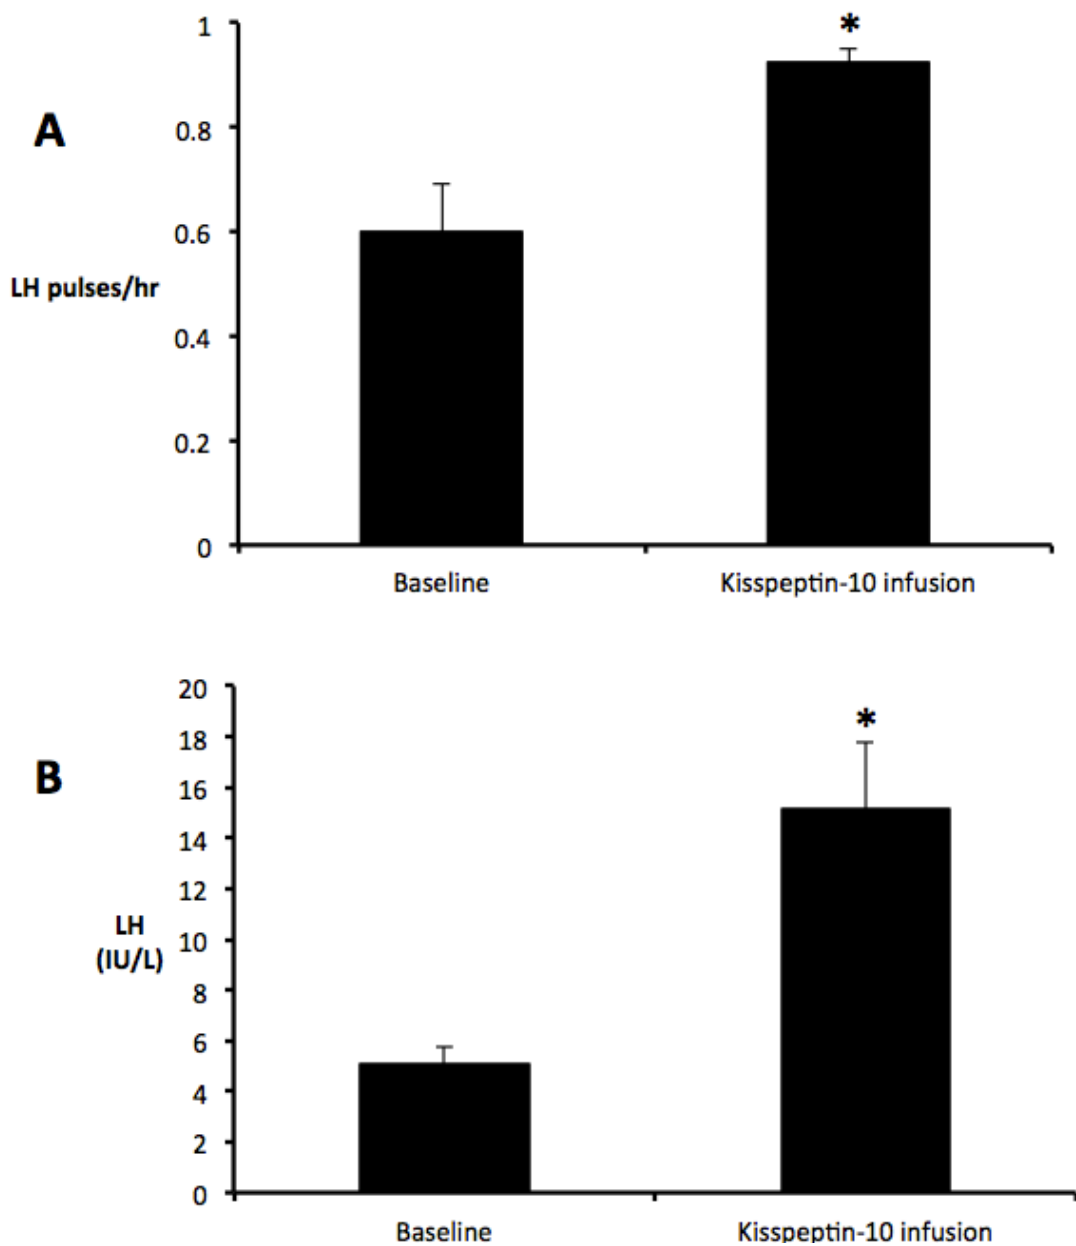 A
LH pulses/hr
1
0.8
0.6
0.4
0.2
0
*
Baseline
Kisspeptin-10 infusion
B
LH
(IU/L)
20
18
16
14
12
10
8
6
4
2
0
*
Baseline
Kisspeptin-10 infusion